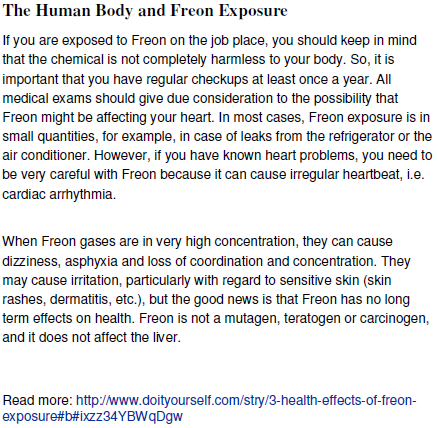 The Human Body and Freon Exposure
If you are exposed to Freon on the job place, you should keep in mind
that the chemical is not completely harmless to your body. So, it is
important that you have regular checkups at least once a year. All
medical exams should give due consideration to the possibility that
Freon might be affecting your heart. In most cases, Freon exposure is in
small quantities, for example, in case of leaks from the refrigerator or the
air conditioner. However, if you have known heart problems, you need to
be very careful with Freon because it can cause irregular heartbeat, i.e.
cardiac arrhythmia.
When Freon gases are in very high concentration, they can cause
dizziness, asphyxia and loss of coordination and concentration. They
may cause irritation, particularly with regard to sensitive skin (skin
rashes, dermatitis, etc.), but the good news is that Freon has no long
term effects on health. Freon is not a mutagen, teratogen or carcinogen,
and it does not affect the liver.
Read more: http://www.doityourself.com/stry/3-health-effects-of-freon-
exposure#b#ixzz34YBWqDgw